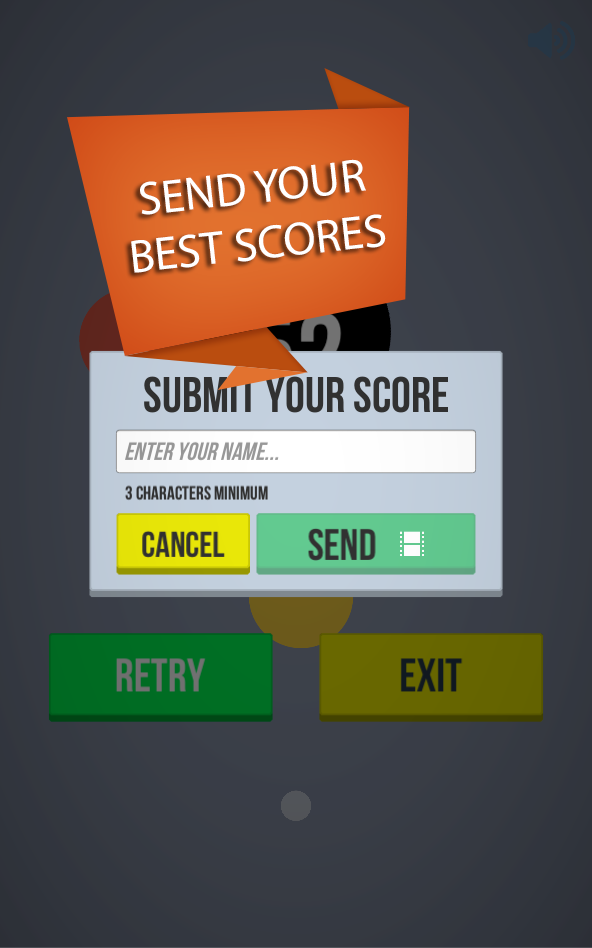 SEND YOUR
BEST SCORES
SUBMIT YOUR SCORE
ENTER YOUR NAME...
3 CHARACTERS MINIMUM
CANCEL
SEND
RETRY
EXIT